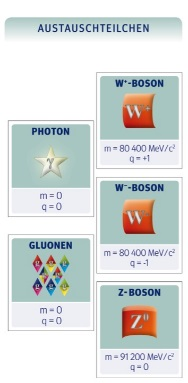 AUSTAUSCHTEILCHEN
W⁺-BOSON
W⁺
m = 80 400 MeV/c²
q = +1
PHOTON
γ
m = 0
q = 0
W⁻-BOSON
W⁻
m = 80 400 MeV/c²
q = -1
GLUONEN
m = 0
q = 0
Z-BOSON
Z⁰
m = 91 200 MeV/c²
q = 0